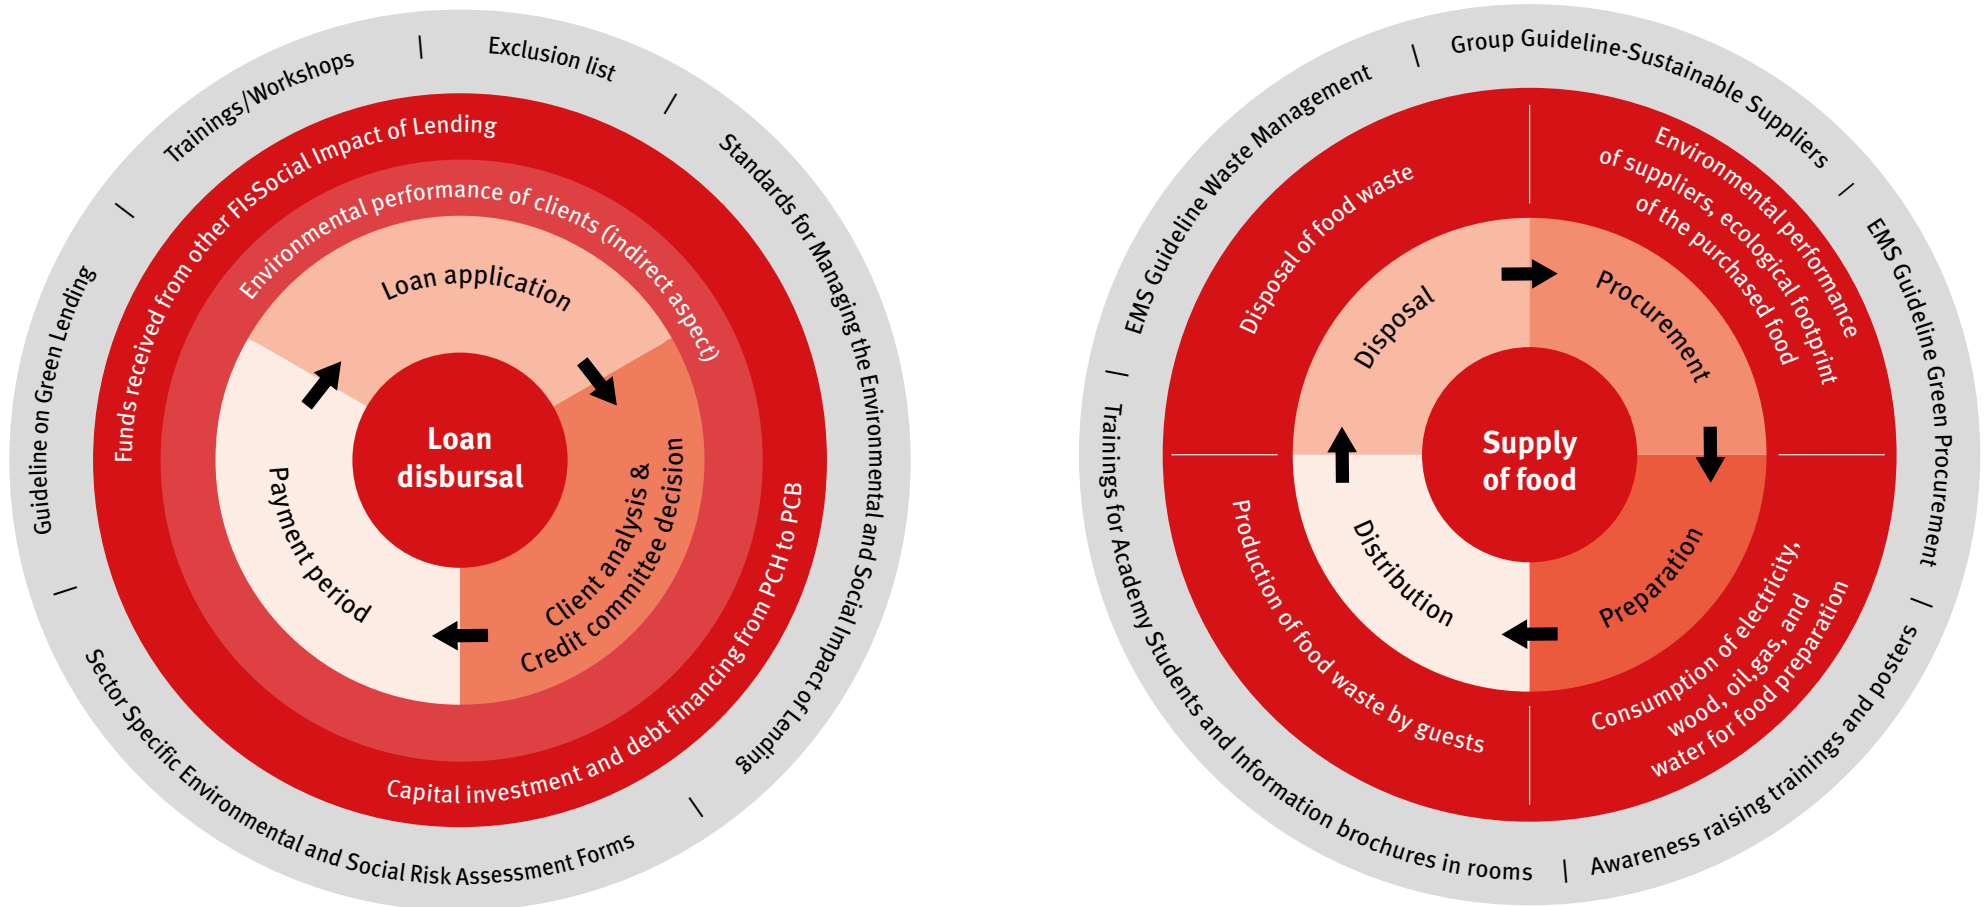 Exclusion list
|
Standards for Managing the Environmental and Social Impact of Lending
|
Sector Specific Environmental and Social Risk Assessment Forms
|
Guideline on Green Lending
|
Trainings/Workshops
|
Funds received from other FIsSocial Impact of Lending
Capital investment and debt financing from PCH to PCB
Environmental performance of clients (indirect aspect)
Loan application
Client analysis &
Credit committee decision
Payment period
Loan
disbursal
Group Guideline-Sustainable Suppliers
|
EMS Guideline Green Procurement
|
Awareness raising trainings and posters
|
Trainings for Academy Students and Information brochures in rooms
|
EMS Guideline Waste Management
|
Environmental performance
of suppliers, ecological footprint
of the purchased food
Consumption of electricity,
wood, oil,gas, and
water for food preparation
Production of food waste by guests
Disposal of food waste
Procurement
Preparation
Distribution
Disposal
Supply
of food